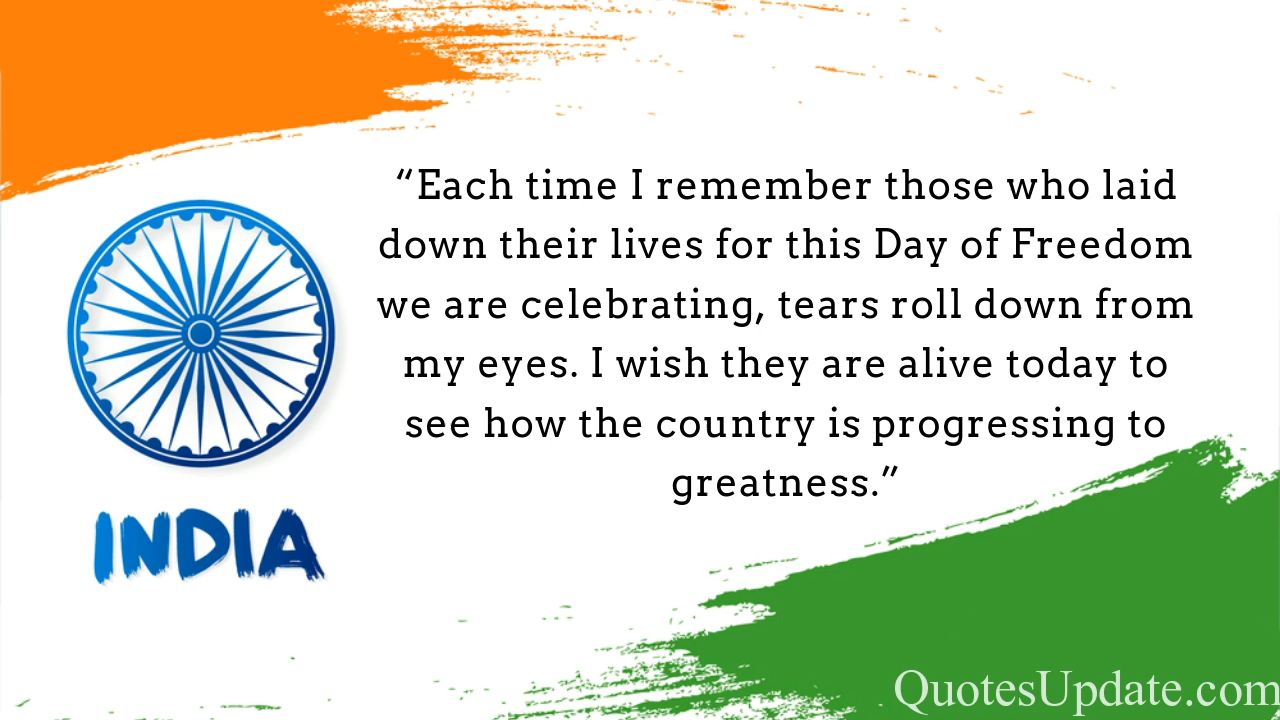 “Each time I remember those who laid
down their lives for this Day of Freedom
we are celebrating, tears roll down from
my eyes. I wish they are alive today to
see how the country is progressing to
greatness.”
INDIA
QuotesUpdate.com